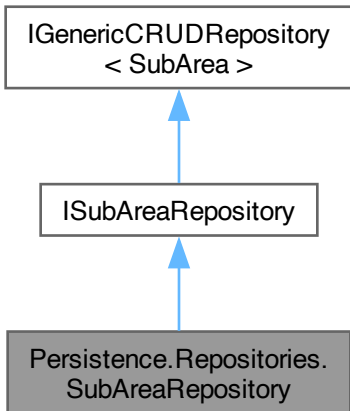 IGenericCRUDRepository
< SubArea >
ISubAreaRepository
Persistence.Repositories.
SubAreaRepository